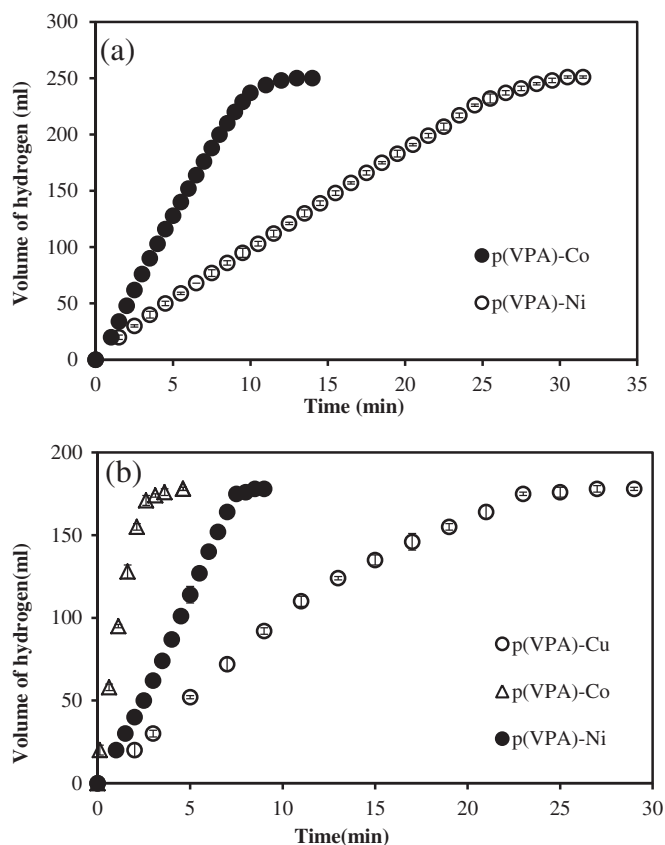 (a)
300
250
200
150
100
50
0
Volume of hydrogen (ml)
p(VPA)-Co
p(VPA)-Ni
0 5 10 15 20 25 30 35
Time (min)
(b)
200
150
100
50
0
Volume of hydrogen(ml)
p(VPA)-Cu
p(VPA)-Co
p(VPA)-Ni
0 5 10 15 20 25 30
Time(min)